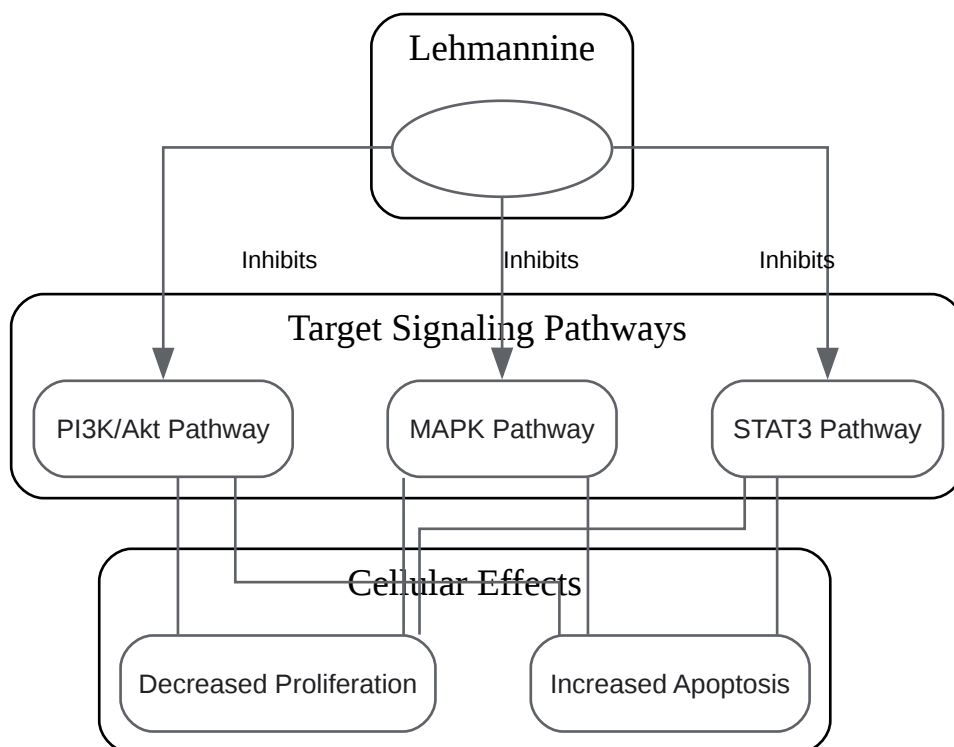 Lehmannine
Inhibits
Inhibits
Inhibits
Target Signaling Pathways
PI3K/Akt Pathway
MAPK Pathway
STAT3 Pathway
Cellular Effects
Decreased Proliferation
Increased Apoptosis